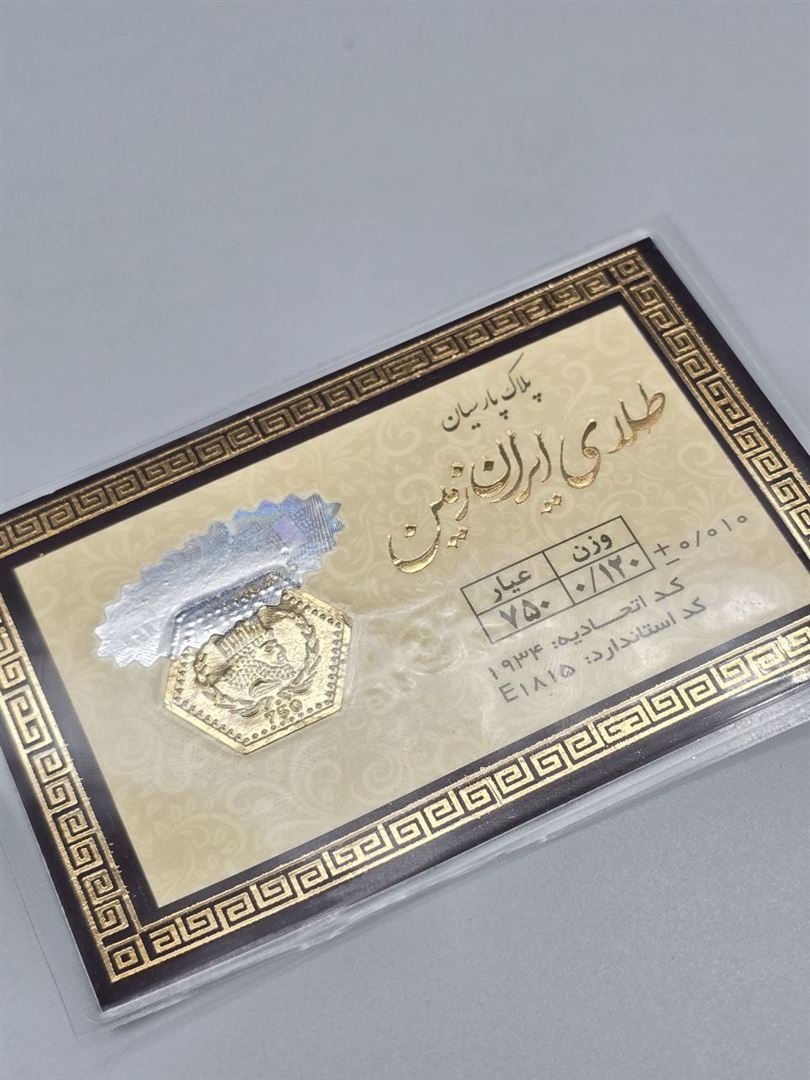 پلاک پارسیان
طلای ایران زمین
وزن عیار
۰/۱۲۰ ۷۵۰
±۰/۰۱۰
کد اتحادیه: ۱۹۳۴
کد استاندارد: E۱۸۱۵
750